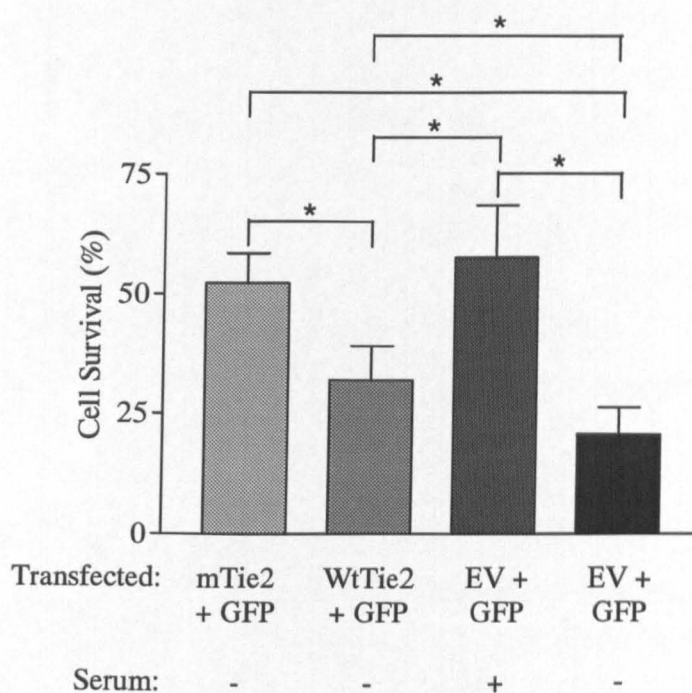 *
*
*
*
*
75
50
25
0
Cell Survival (%)
Transfected: mTie2 WtTie2 EV + EV +
+ GFP + GFP GFP GFP
Serum: - - + -